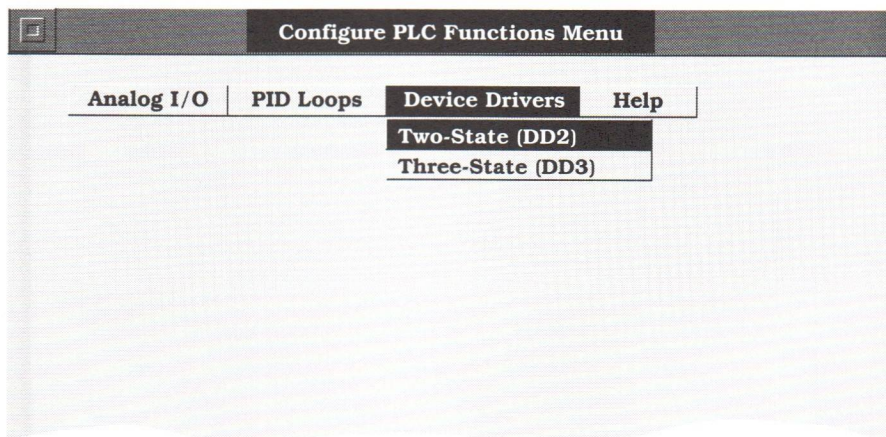 Configure PLC Functions Menu
Analog I/O PID Loops Device Drivers Help
Two-State (DD2)
Three-State (DD3)